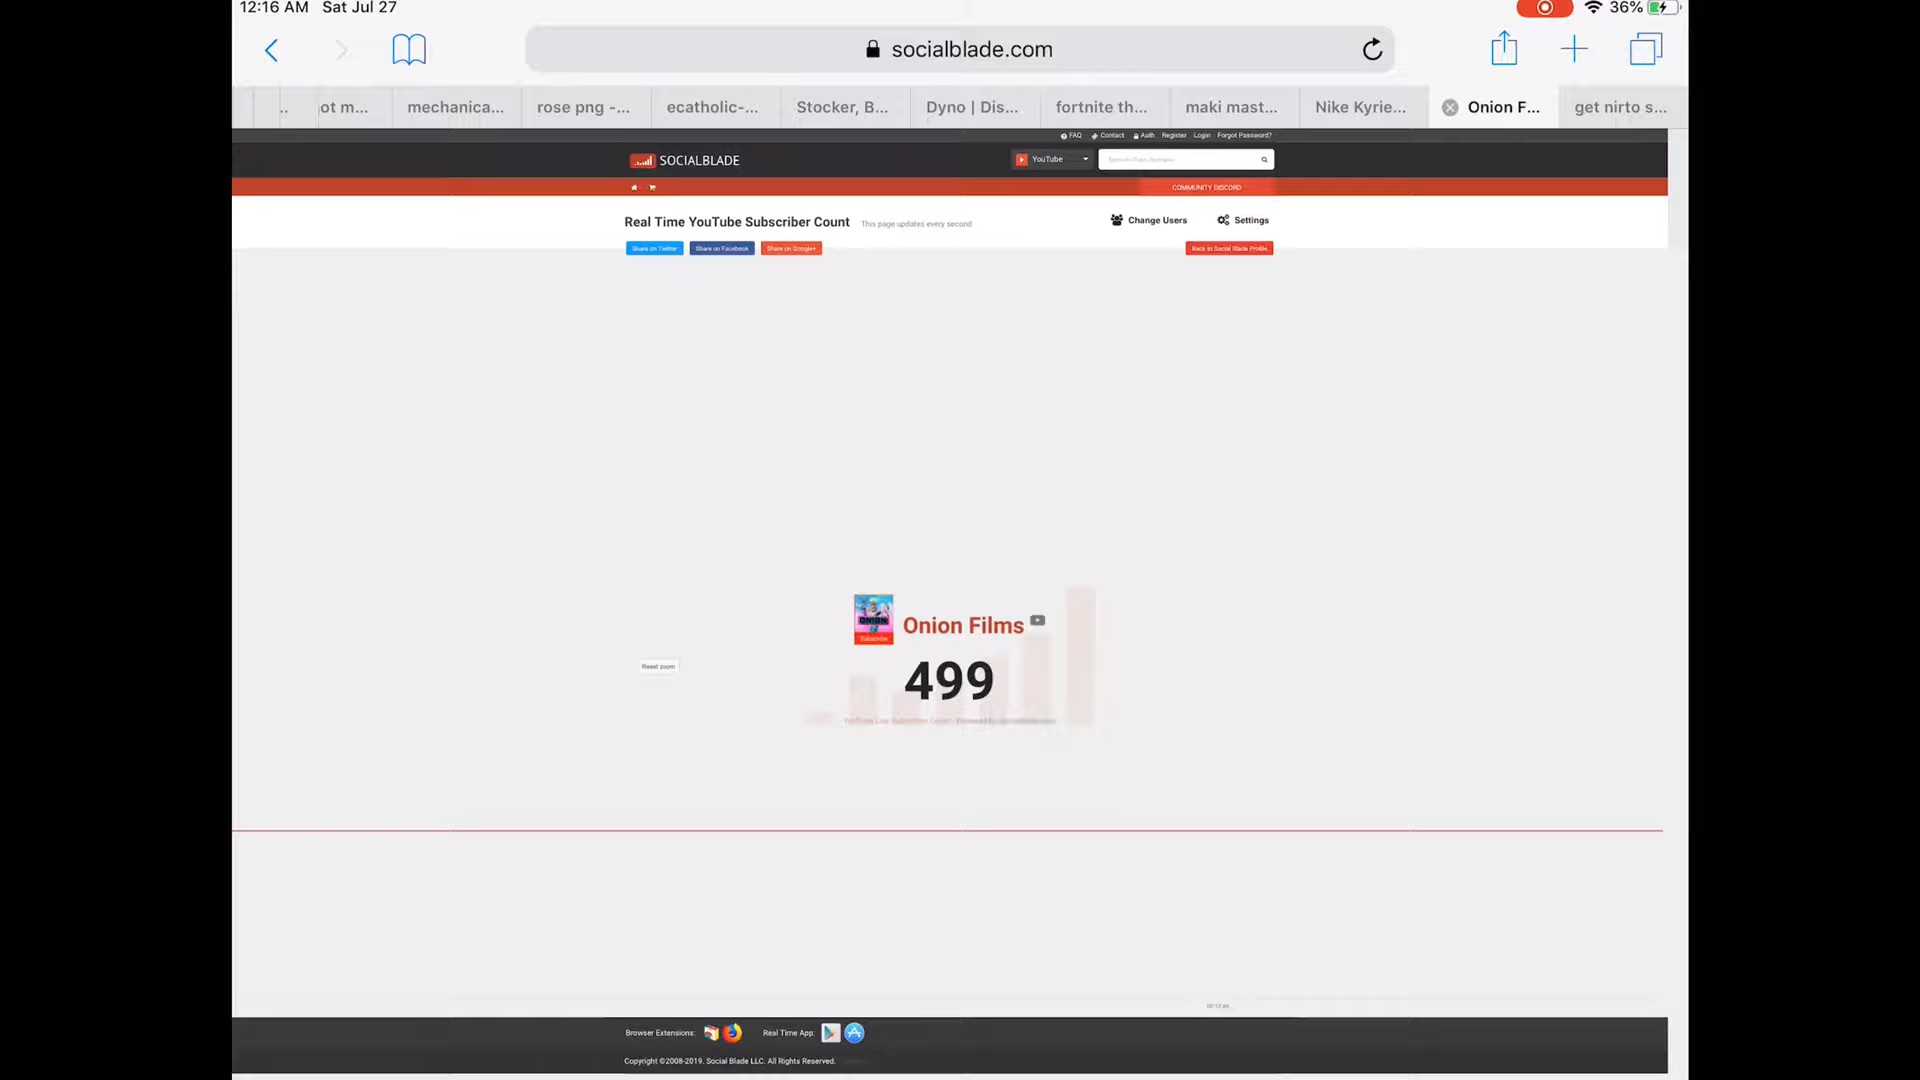 12:16 AM Sat Jul 27
36%
socialblade.com
..
ot m...
mechanica...
rose png -...
ecatholic-...
Stocker, B...
Dyno | Dis...
fortnite th...
maki mast...
Nike Kyrie...
Onion F...
get nirto s...
FAQ Contact Auth Register Login Forgot Password?
SOCIALBLADE
YouTube
COMMUNITY DISCORD
Real Time YouTube Subscriber Count This page updates every second
Change Users Settings
Share on Twitter Share on Facebook Share on Google+
Back to Social Blade Profile
ONION
Subscribe
Onion Films
499
Reset zoom
Browser Extensions: Real Time App:
Copyright ©2008-2019. Social Blade LLC. All Rights Reserved.